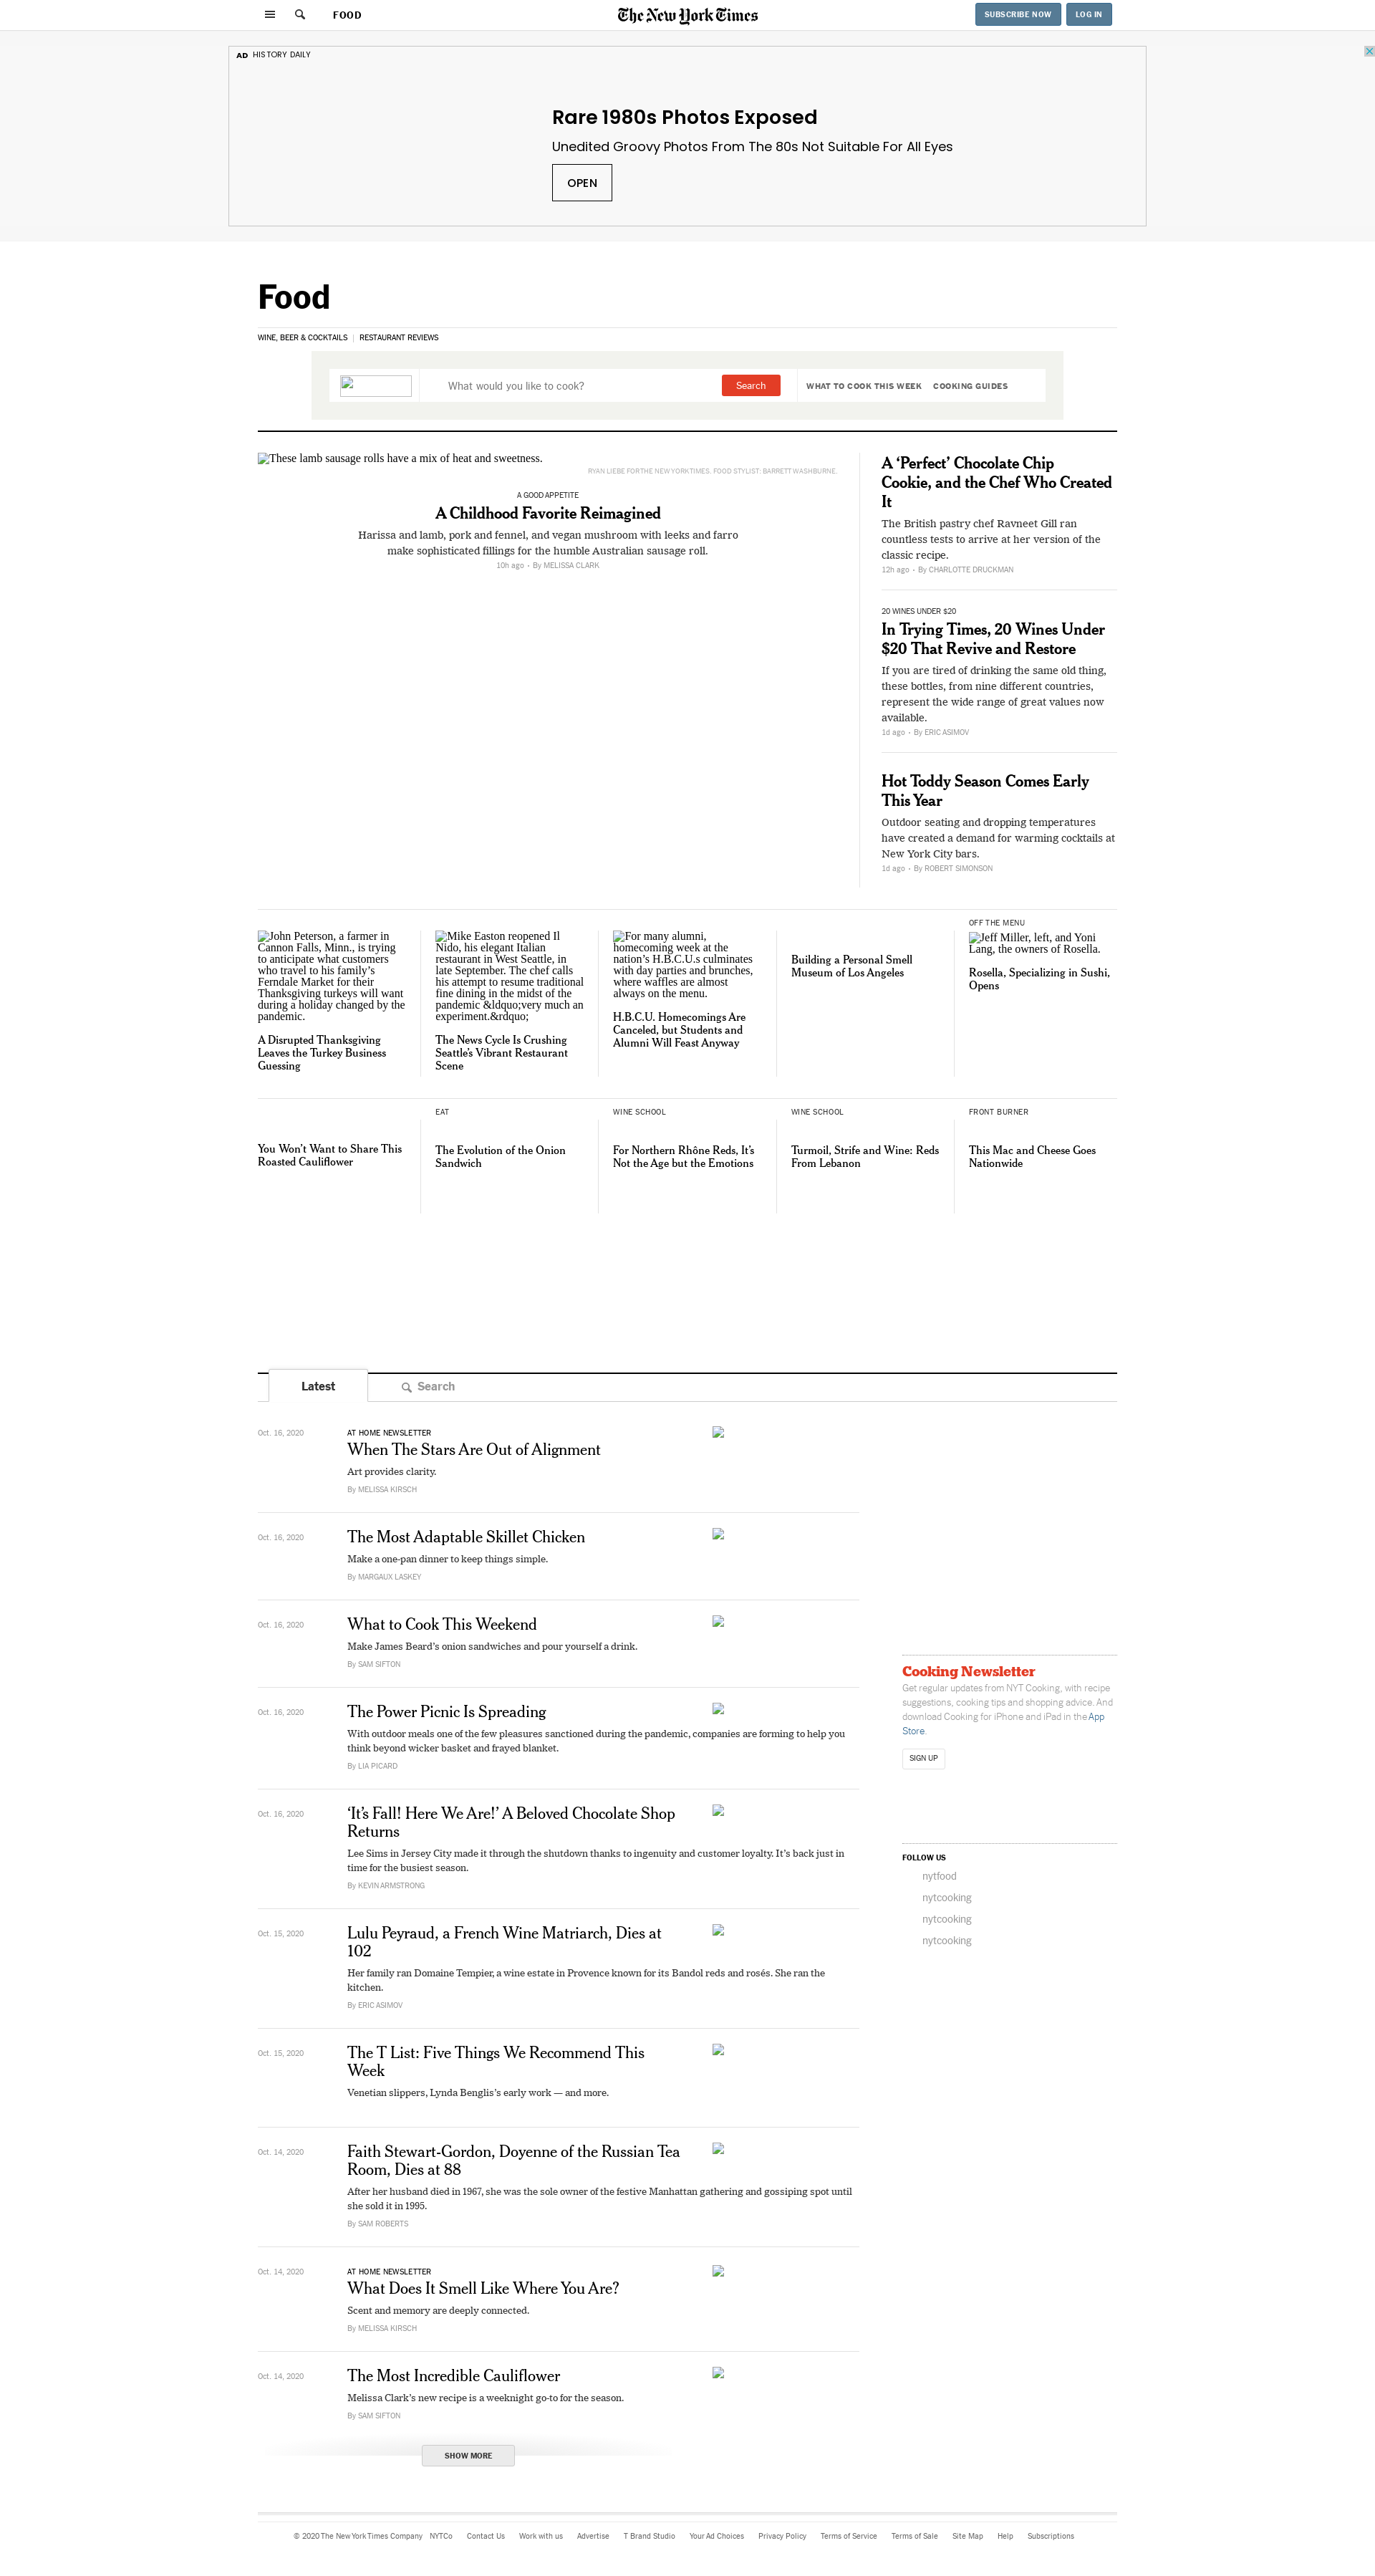 FOOD
The New York Times
SUBSCRIBE NOW
LOG IN
AD HISTORY DAILY
Rare 1980s Photos Exposed
Unedited Groovy Photos From The 80s Not Suitable For All Eyes
OPEN
Food
WINE, BEER & COCKTAILS | RESTAURANT REVIEWS
What would you like to cook?
Search
WHAT TO COOK THIS WEEK
COOKING GUIDES
These lamb sausage rolls have a mix of heat and sweetness.
RYAN LIEBE FOR THE NEW YORK TIMES. FOOD STYLIST: BARRETT WASHBURNE.
A GOOD APPETITE
A Childhood Favorite Reimagined
Harissa and lamb, pork and fennel, and vegan mushroom with leeks and farro
make sophisticated fillings for the humble Australian sausage roll.
10h ago • By MELISSA CLARK
A ‘Perfect’ Chocolate Chip
Cookie, and the Chef Who Created
It
The British pastry chef Ravneet Gill ran
countless tests to arrive at her version of the
classic recipe.
12h ago • By CHARLOTTE DRUCKMAN
20 WINES UNDER $20
In Trying Times, 20 Wines Under
$20 That Revive and Restore
If you are tired of drinking the same old thing,
these bottles, from nine different countries,
represent the wide range of great values now
available.
1d ago • By ERIC ASIMOV
Hot Toddy Season Comes Early
This Year
Outdoor seating and dropping temperatures
have created a demand for warming cocktails at
New York City bars.
1d ago • By ROBERT SIMONSON
John Peterson, a farmer in
Cannon Falls, Minn., is trying
to anticipate what customers
who travel to his family’s
Ferndale Market for their
Thanksgiving turkeys will want
during a holiday changed by the
pandemic.
A Disrupted Thanksgiving
Leaves the Turkey Business
Guessing
Mike Easton reopened Il
Nido, his elegant Italian
restaurant in West Seattle, in
late September. The chef calls
his attempt to resume traditional
fine dining in the midst of the
pandemic &ldquo;very much an
experiment.&rdquo;
The News Cycle Is Crushing
Seattle’s Vibrant Restaurant
Scene
For many alumni,
homecoming week at the
nation’s H.B.C.U.s culminates
with day parties and brunches,
where waffles are almost
always on the menu.
H.B.C.U. Homecomings Are
Canceled, but Students and
Alumni Will Feast Anyway
Building a Personal Smell
Museum of Los Angeles
OFF THE MENU
Jeff Miller, left, and Yoni
Lang, the owners of Rosella.
Rosella, Specializing in Sushi,
Opens
You Won’t Want to Share This
Roasted Cauliflower
EAT
The Evolution of the Onion
Sandwich
WINE SCHOOL
For Northern Rhône Reds, It’s
Not the Age but the Emotions
WINE SCHOOL
Turmoil, Strife and Wine: Reds
From Lebanon
FRONT BURNER
This Mac and Cheese Goes
Nationwide
Latest
Search
Oct. 16, 2020
AT HOME NEWSLETTER
When The Stars Are Out of Alignment
Art provides clarity.
By MELISSA KIRSCH
Oct. 16, 2020
The Most Adaptable Skillet Chicken
Make a one-pan dinner to keep things simple.
By MARGAUX LASKEY
Oct. 16, 2020
What to Cook This Weekend
Make James Beard’s onion sandwiches and pour yourself a drink.
By SAM SIFTON
Oct. 16, 2020
The Power Picnic Is Spreading
With outdoor meals one of the few pleasures sanctioned during the pandemic, companies are forming to help you
think beyond wicker basket and frayed blanket.
By LIA PICARD
Oct. 16, 2020
‘It’s Fall! Here We Are!’ A Beloved Chocolate Shop
Returns
Lee Sims in Jersey City made it through the shutdown thanks to ingenuity and customer loyalty. It’s back just in
time for the busiest season.
By KEVIN ARMSTRONG
Oct. 15, 2020
Lulu Peyraud, a French Wine Matriarch, Dies at
102
Her family ran Domaine Tempier, a wine estate in Provence known for its Bandol reds and rosés. She ran the
kitchen.
By ERIC ASIMOV
Oct. 15, 2020
The T List: Five Things We Recommend This
Week
Venetian slippers, Lynda Benglis’s early work — and more.
Oct. 14, 2020
Faith Stewart-Gordon, Doyenne of the Russian Tea
Room, Dies at 88
After her husband died in 1967, she was the sole owner of the festive Manhattan gathering and gossiping spot until
she sold it in 1995.
By SAM ROBERTS
Oct. 14, 2020
AT HOME NEWSLETTER
What Does It Smell Like Where You Are?
Scent and memory are deeply connected.
By MELISSA KIRSCH
Oct. 14, 2020
The Most Incredible Cauliflower
Melissa Clark’s new recipe is a weeknight go-to for the season.
By SAM SIFTON
SHOW MORE
Cooking Newsletter
Get regular updates from NYT Cooking, with recipe
suggestions, cooking tips and shopping advice. And
download Cooking for iPhone and iPad in the App
Store.
SIGN UP
FOLLOW US
nytfood
nytcooking
nytcooking
nytcooking
© 2020 The New York Times Company NYTCo Contact Us Work with us Advertise T Brand Studio Your Ad Choices Privacy Policy Terms of Service Terms of Sale Site Map Help Subscriptions